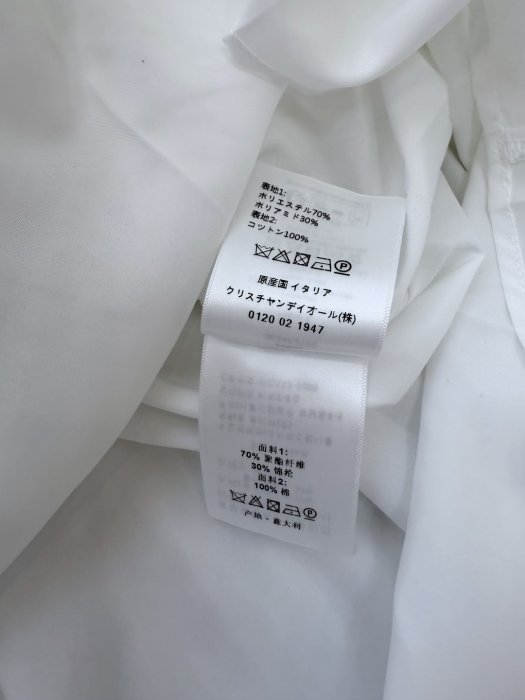 表地1:
ポリエステル70%
ポリアミド30%
表地2:
コットン100%
原産国 イタリア
クリスチャンディオール(株)
0120 02 1947
面料1:
70% 聚酯纤维
30% 锦纶
面料2:
100% 棉
产地 - 意大利